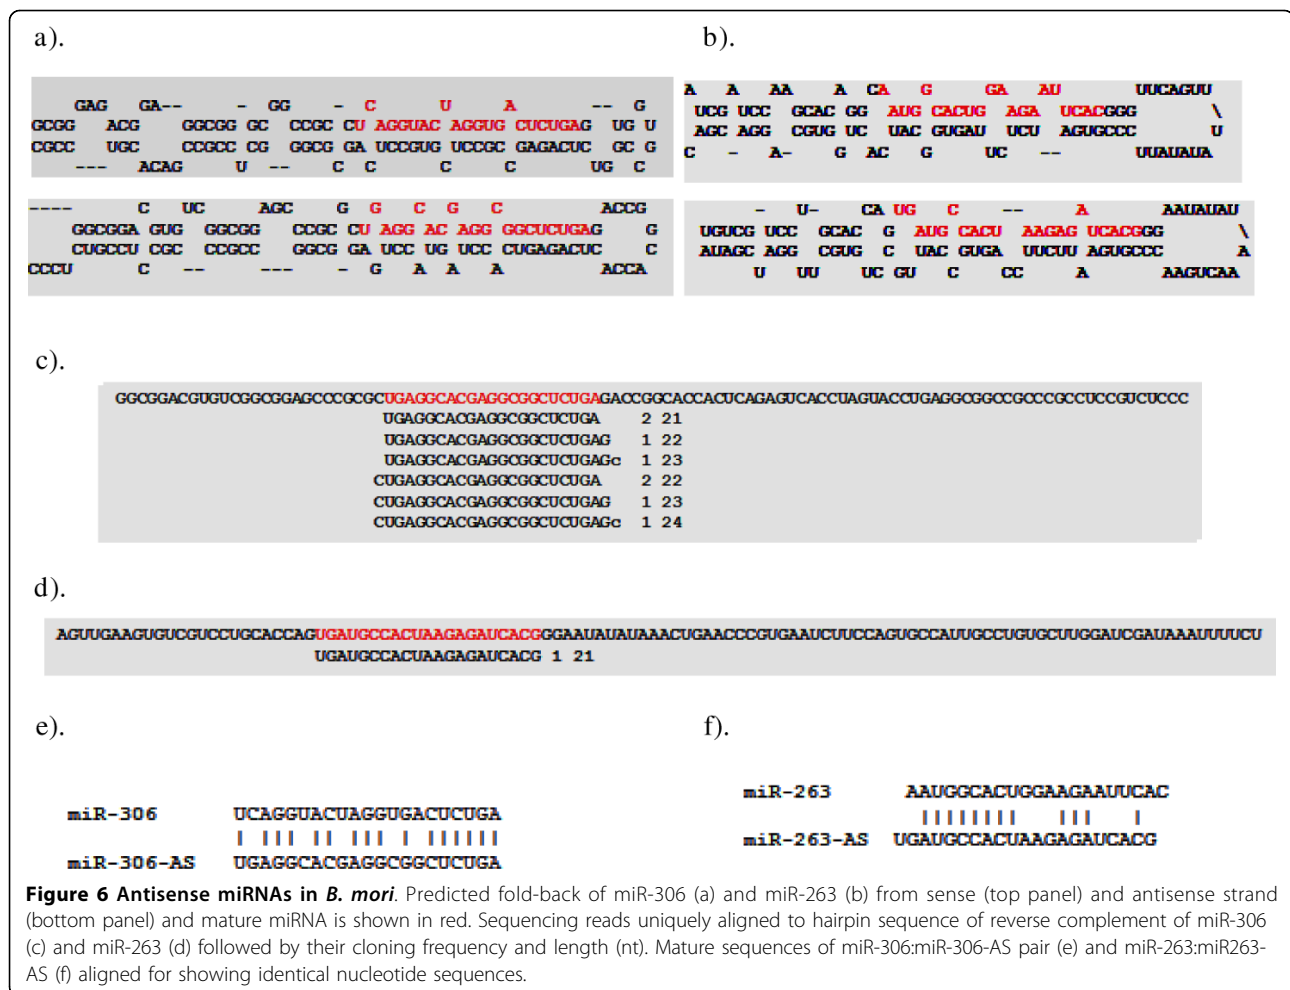 a).
GAG GA-- - GG - C U A -- G
GCGG ACG GGCGG GC CCGC CU AGGUAC AGGUG CUCUGAG UG U
CGCC UGC CCGCC CG GGCG GA UCCGUG UCCGC GAGACUC GC G
--- ACAG U -- C C C C UG C
---- C UC AGC G G C G C ACCG
GGCGGA GUG GGCGG CCGC CU AGG AC AGG GGCUCUGAG G
CUGCCU CGC CCGCC GGCG GA UCC UG UCC CUGAGACUC C
CCCU C -- --- - G A A A ACCA
b).
A A AA A CA G GA AU UUCAGUU
UCG UCC GCAC GG AUG CACUG AGA UCACGGG \
AGC AGG CGUG UC UAC GUGAU UCU AGUGCCC U
C - A- G AC G UC -- UUAUAUA
- U- CA UG C -- A AAUAUAU
UGUCG UCC GCAC G AUG CACU AAGAG UCACGGG \
AUAGC AGG CGUG C UAC GUGA UUCUU AGUGCCC A
U UU UC GU C CC A AAGUCAA
c).
GGCGGACGUGUCGGCGGAGCCCGCGCUGAGGCACGAGGCGGCUCUGAGACCGGCACCACUCAGAGUCACCUAGUACCUGAGGCGGCCGCCCGCCUCCGUCUCCC
UGAGGCACGAGGCGGCUCUGA 2 21
UGAGGCACGAGGCGGCUCUGAG 1 22
UGAGGCACGAGGCGGCUCUGAGc 1 23
CUGAGGCACGAGGCGGCUCUGA 2 22
CUGAGGCACGAGGCGGCUCUGAG 1 23
CUGAGGCACGAGGCGGCUCUGAGc 1 24
d).
AGUUGAAGUGUCGUCCUGCACCAGUGAUGCCACUAAGAGAUCACGGGAAUAUAUAAACUGAACCCGUGAAUCUUCCAGUGCCAUUGCCUGUGCUUGGAUCGAUAAAUUUUCU
UGAUGCCACUAAGAGAUCACG 1 21
e).
miR-306 UCAGGUACUAGGUGACUCUGA
| ||| || ||| | ||||||
miR-306-AS UGAGGCACGAGGCGGCUCUGA
f).
miR-263 AAUGGCACUGGAAGAAUUCAC
|||||||| ||| |
miR-263-AS UGAUGCCACUAAGAGAUCACG
Figure 6 Antisense miRNAs in B. mori. Predicted fold-back of miR-306 (a) and miR-263 (b) from sense (top panel) and antisense strand
(bottom panel) and mature miRNA is shown in red. Sequencing reads uniquely aligned to hairpin sequence of reverse complement of miR-306
(c) and miR-263 (d) followed by their cloning frequency and length (nt). Mature sequences of miR-306:miR-306-AS pair (e) and miR-263:miR263-
AS (f) aligned for showing identical nucleotide sequences.